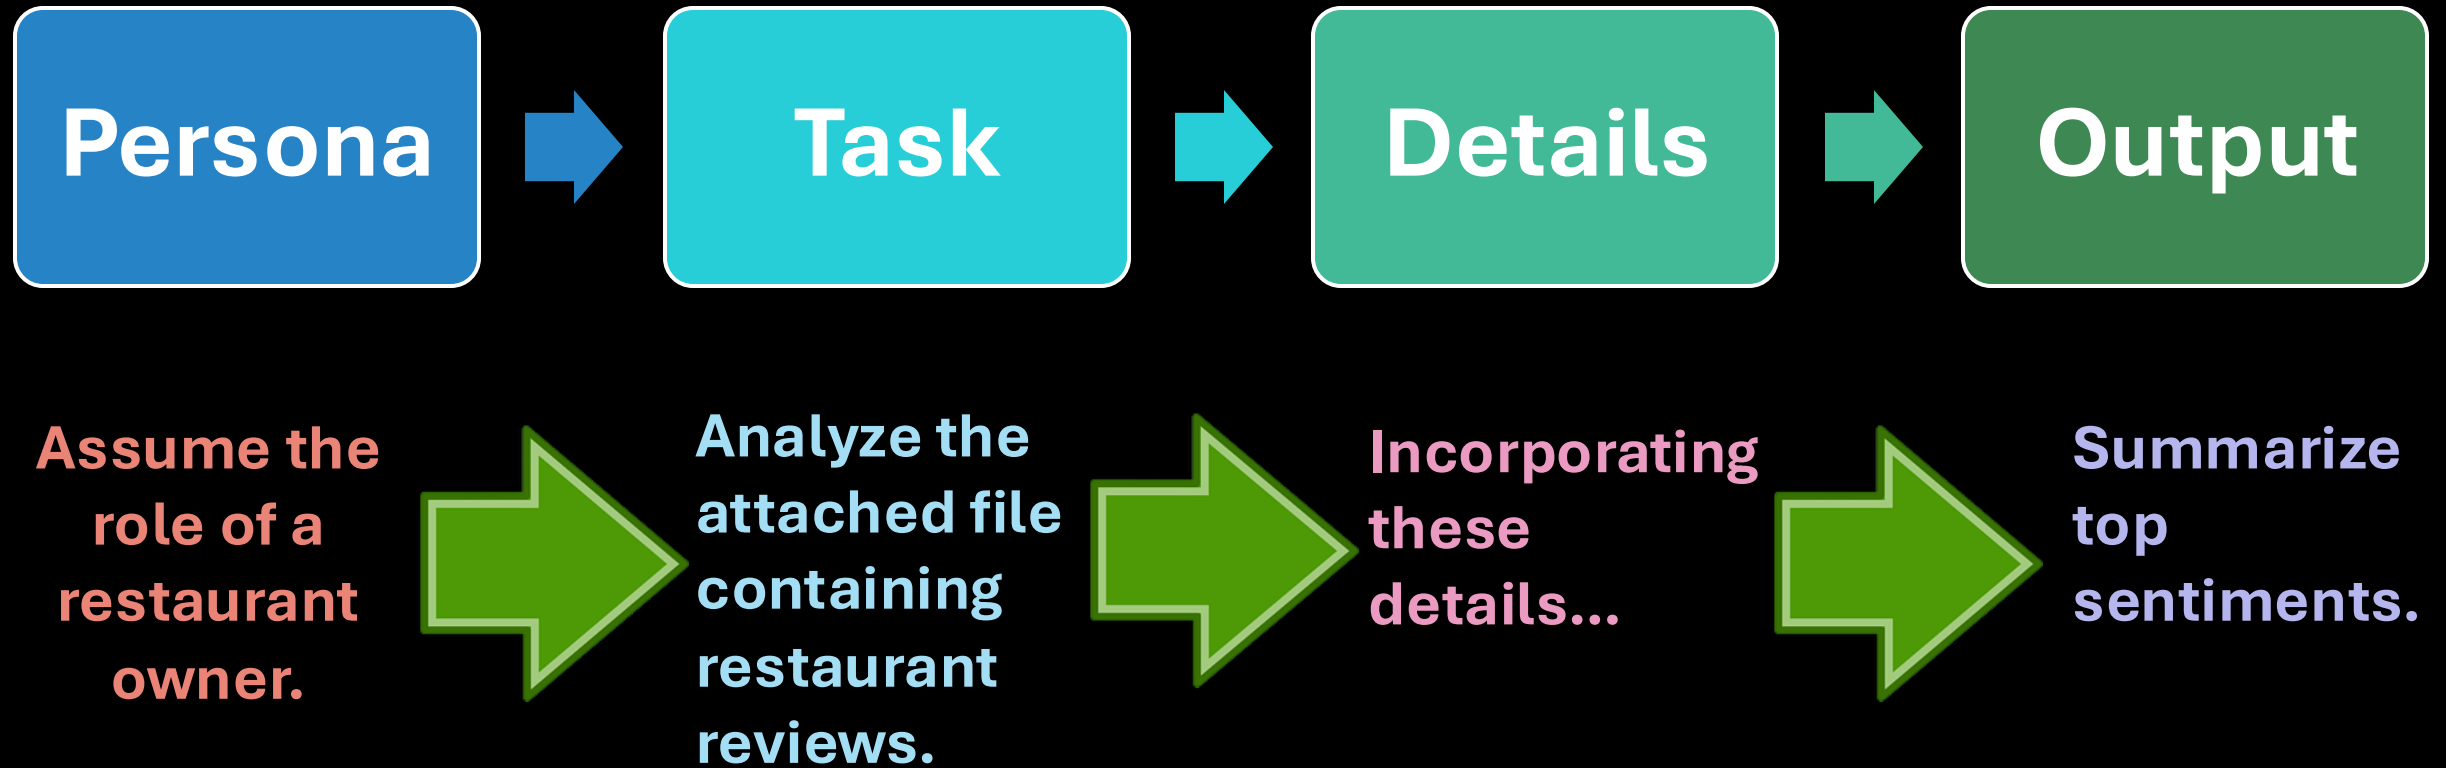 Persona
Task
Details
Output
Assume the
role of a
restaurant
owner.
Analyze the
attached file
containing
restaurant
reviews.
Incorporating
these
details...
Summarize
top
sentiments.